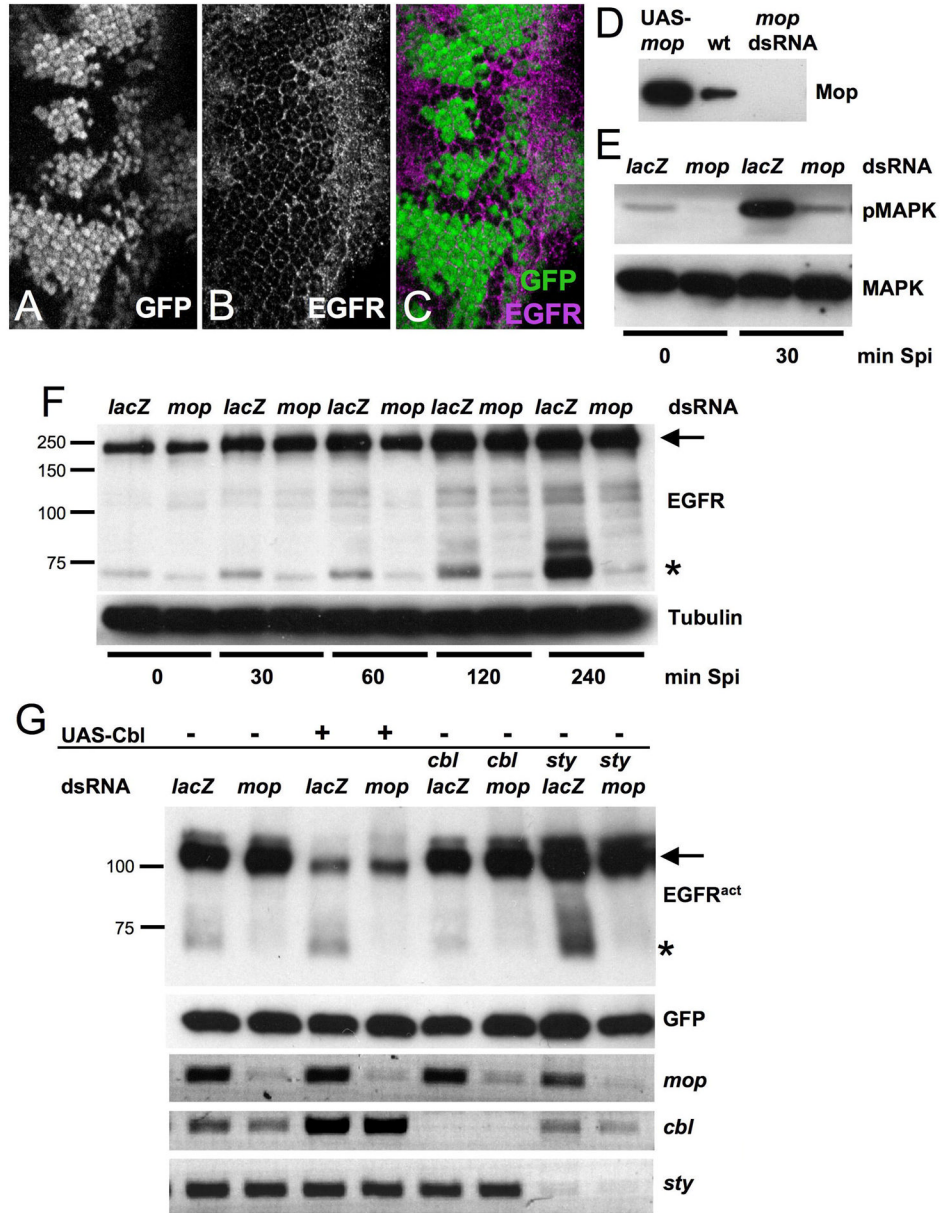 A
GFP
B
EGFR
C
GFP
EGFR
D
UAS-
mop
wt
mop
dsRNA
Mop
E
lacZ mop lacZ mop dsRNA
pMAPK
MAPK
0 30 min Spi
F
lacZ mop lacZ mop lacZ mop lacZ mop lacZ mop dsRNA
250
150
100
75
EGFR
*
Tubulin
0 30 60 120 240 min Spi
G
UAS-Cbl - - + + - - - -
cbl cbl sty sty
dsRNA lacZ mop lacZ mop lacZ mop lacZ mop
100
75
EGFRact
*
GFP
mop
cbl
sty